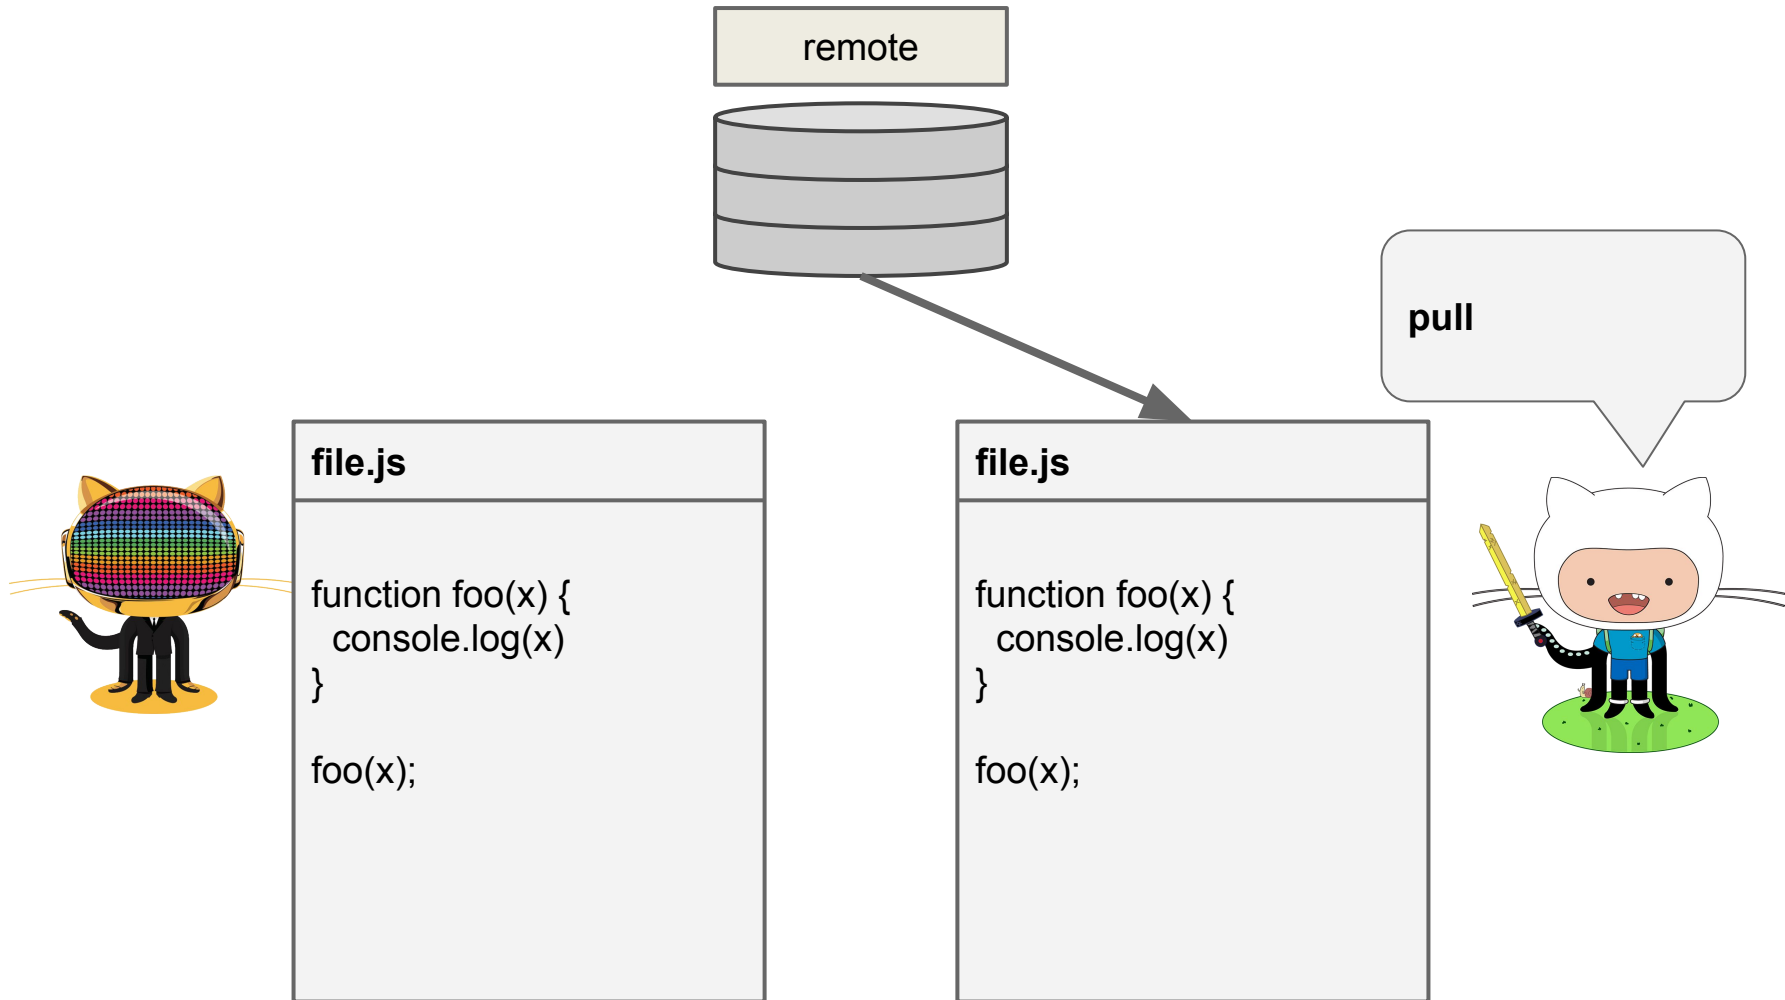 remote
pull
file.js
function foo(x) {
  console.log(x)
}
foo(x);
file.js
function foo(x) {
  console.log(x)
}
foo(x);